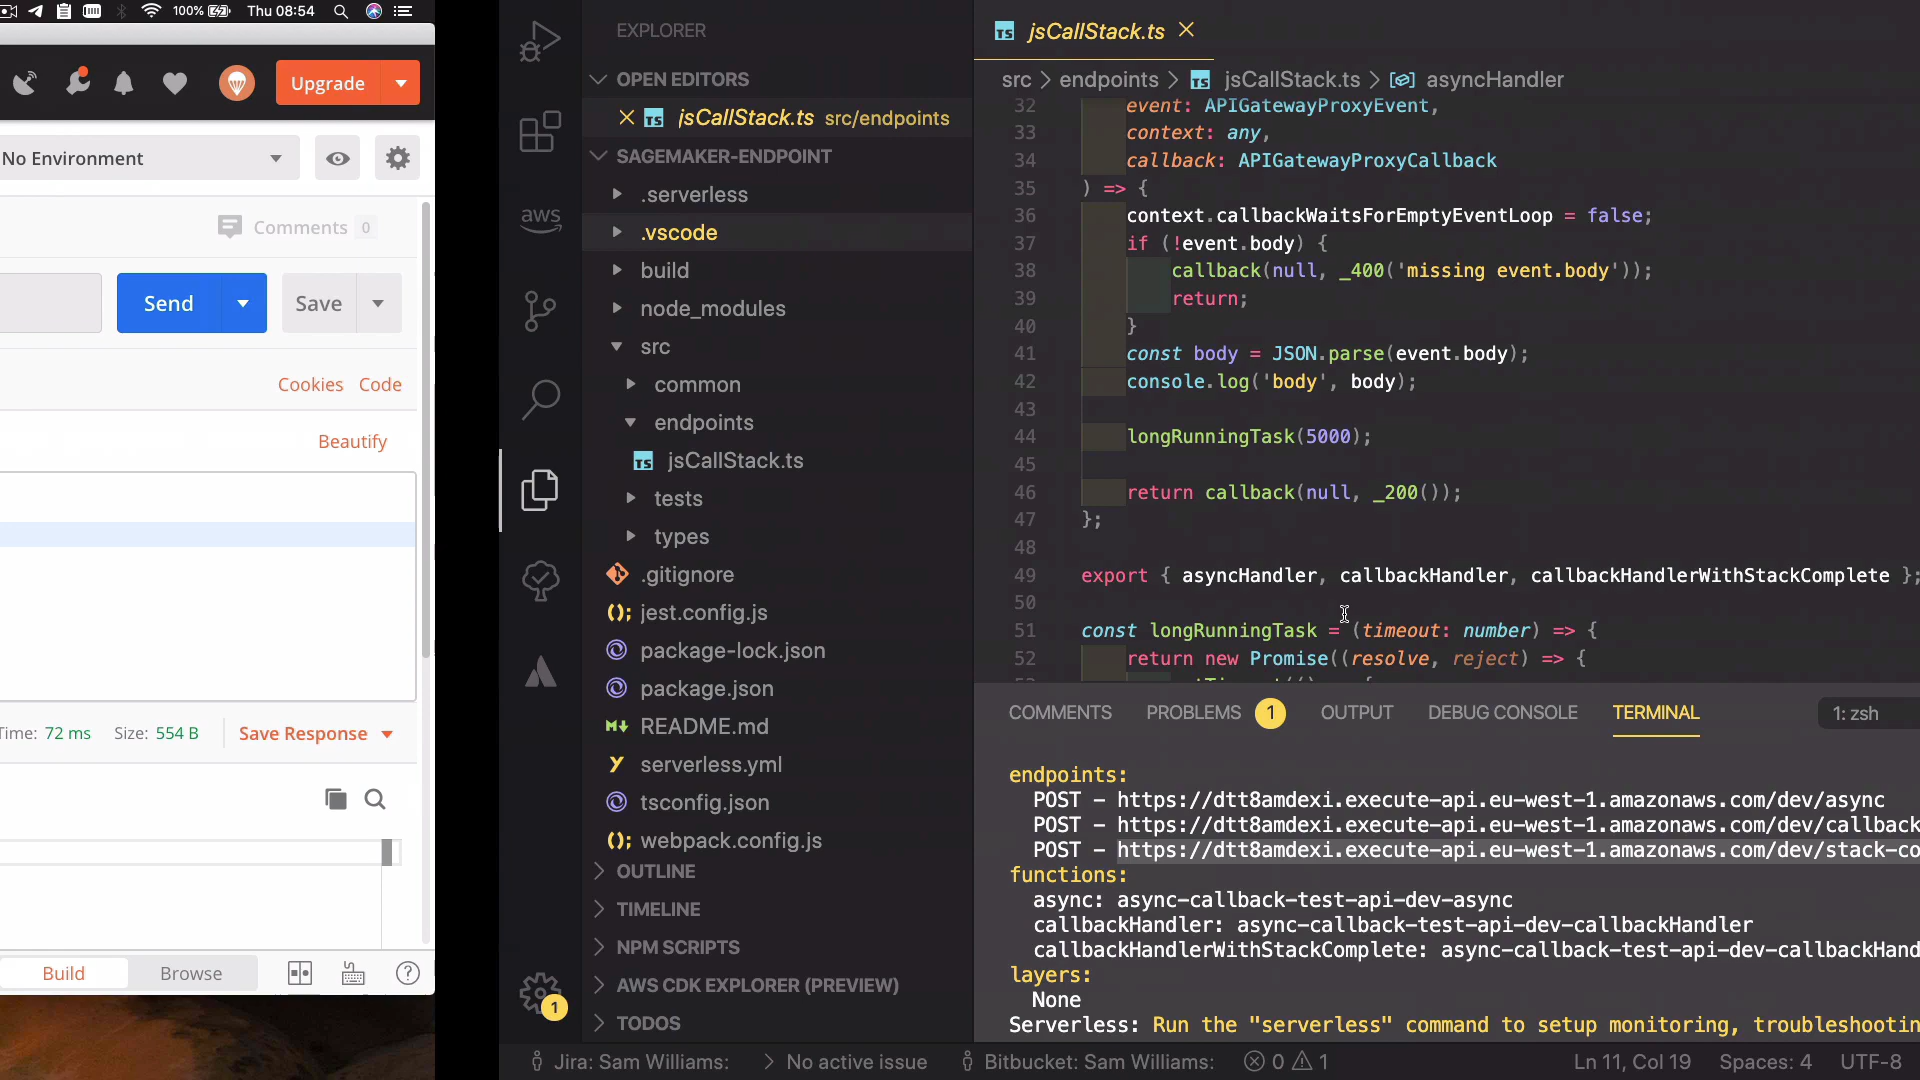 100%
Thu 08:54
Upgrade
No Environment
Comments 0
Send
Save
Cookies Code
Beautify
Time: 72 ms Size: 554 B Save Response
Build
Browse
aws
1
EXPLORER
OPEN EDITORS
TS jsCallStack.ts src/endpoints
SAGEMAKER-ENDPOINT
.serverless
.vscode
build
node_modules
src
common
endpoints
TS jsCallStack.ts
tests
types
.gitignore
jest.config.js
package-lock.json
package.json
README.md
serverless.yml
tsconfig.json
webpack.config.js
OUTLINE
TIMELINE
NPM SCRIPTS
AWS CDK EXPLORER (PREVIEW)
TODOS
TS jsCallStack.ts
src > endpoints > TS jsCallStack.ts > asyncHandler
32 event: APIGatewayProxyEvent,
33 context: any,
34 callback: APIGatewayProxyCallback
35 ) => {
36 context.callbackWaitsForEmptyEventLoop = false;
37 if (!event.body) {
38 callback(null, _400('missing event.body'));
39 return;
40 }
41 const body = JSON.parse(event.body);
42 console.log('body', body);
43
44 longRunningTask(5000);
45
46 return callback(null, _200());
47 };
48
49 export { asyncHandler, callbackHandler, callbackHandlerWithStackComplete };
50
51 const longRunningTask = (timeout: number) => {
52 return new Promise((resolve, reject) => {
COMMENTS PROBLEMS 1 OUTPUT DEBUG CONSOLE TERMINAL 1: zsh
endpoints:
POST - https://dtt8amdexi.execute-api.eu-west-1.amazonaws.com/dev/async
POST - https://dtt8amdexi.execute-api.eu-west-1.amazonaws.com/dev/callback
POST - https://dtt8amdexi.execute-api.eu-west-1.amazonaws.com/dev/stack-co
functions:
async: async-callback-test-api-dev-async
callbackHandler: async-callback-test-api-dev-callbackHandler
callbackHandlerWithStackComplete: async-callback-test-api-dev-callbackHand
layers:
None
Serverless: Run the "serverless" command to setup monitoring, troubleshootin
Jira: Sam Williams: > No active issue Bitbucket: Sam Williams: 0 1 Ln 11, Col 19 Spaces: 4 UTF-8